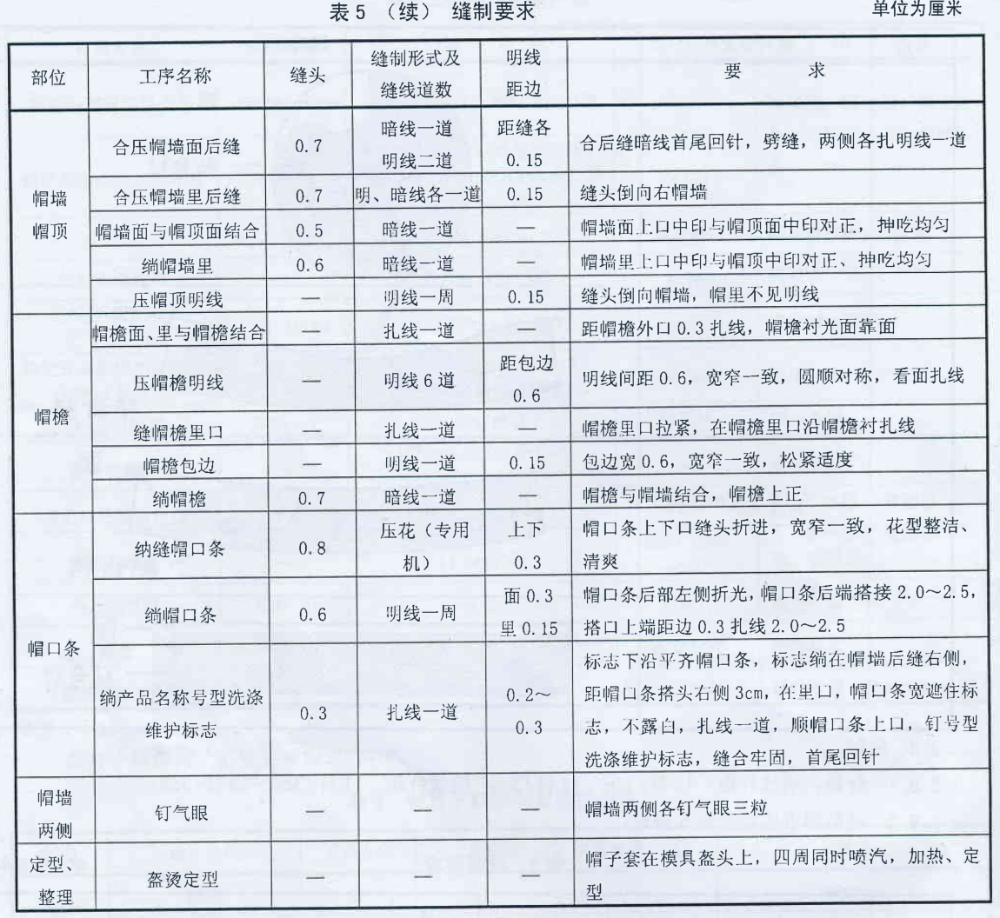 表 5 （续） 缝制要求
单位为厘米
部位 工序名称 缝头 缝制形式及缝线道数 明线距边 要 求
帽墙帽顶
合压帽墙面后缝 0.7 暗线一道 明线二道 距缝各 0.15 合后缝暗线首尾回针，劈缝，两侧各扎明线一道
合压帽墙里后缝 0.7 明、暗线各一道 0.15 缝头倒向右帽墙
帽墙面与帽顶面结合 0.5 暗线一道 — 帽墙面上口中印与帽顶面中印对正，抻吃均匀
绱帽墙里 0.6 暗线一道 — 帽墙里上口中印与帽顶中印对正、抻吃均匀
压帽顶明线 — 明线一周 0.15 缝头倒向帽墙，帽里不见明线
帽檐
帽檐面、里与帽檐结合 — 扎线一道 — 距帽檐外口 0.3 扎线，帽檐衬光面靠面
压帽檐明线 — 明线 6 道 距包边 0.6 明线间距 0.6，宽窄一致，圆顺对称，看面扎线
缝帽檐里口 — 扎线一道 — 帽檐里口拉紧，在帽檐里口沿帽檐衬扎线
帽檐包边 — 明线一道 0.15 包边宽 0.6，宽窄一致，松紧适度
绱帽檐 0.7 暗线一道 — 帽檐与帽墙结合，帽檐上正
帽口条
纳缝帽口条 0.8 压花（专用机） 上下 0.3 帽口条上下口缝头折进，宽窄一致，花型整洁、
清爽
绱帽口条 0.6 明线一周 面 0.3 里 0.15 帽口条后部左侧折光，帽口条后端搭接 2.0～2.5，
搭口上端距边 0.3 扎线 2.0～2.5
绱产品名称号型洗涤维护标志 0.3 扎线一道 0.2～0.3 标志下沿平齐帽口条，标志绱在帽墙后缝右侧，
距帽口条搭头右侧 3cm，在里口，帽口条宽遮住标
志，不露白，扎线一道，顺帽口条上口，钉号型
洗涤维护标志，缝合牢固，首尾回针
帽墙两侧 钉气眼 — — — 帽墙两侧各钉气眼三粒
定型、整理 盔烫定型 — — — 帽子套在模具盔头上，四周同时喷汽，加热、定
型